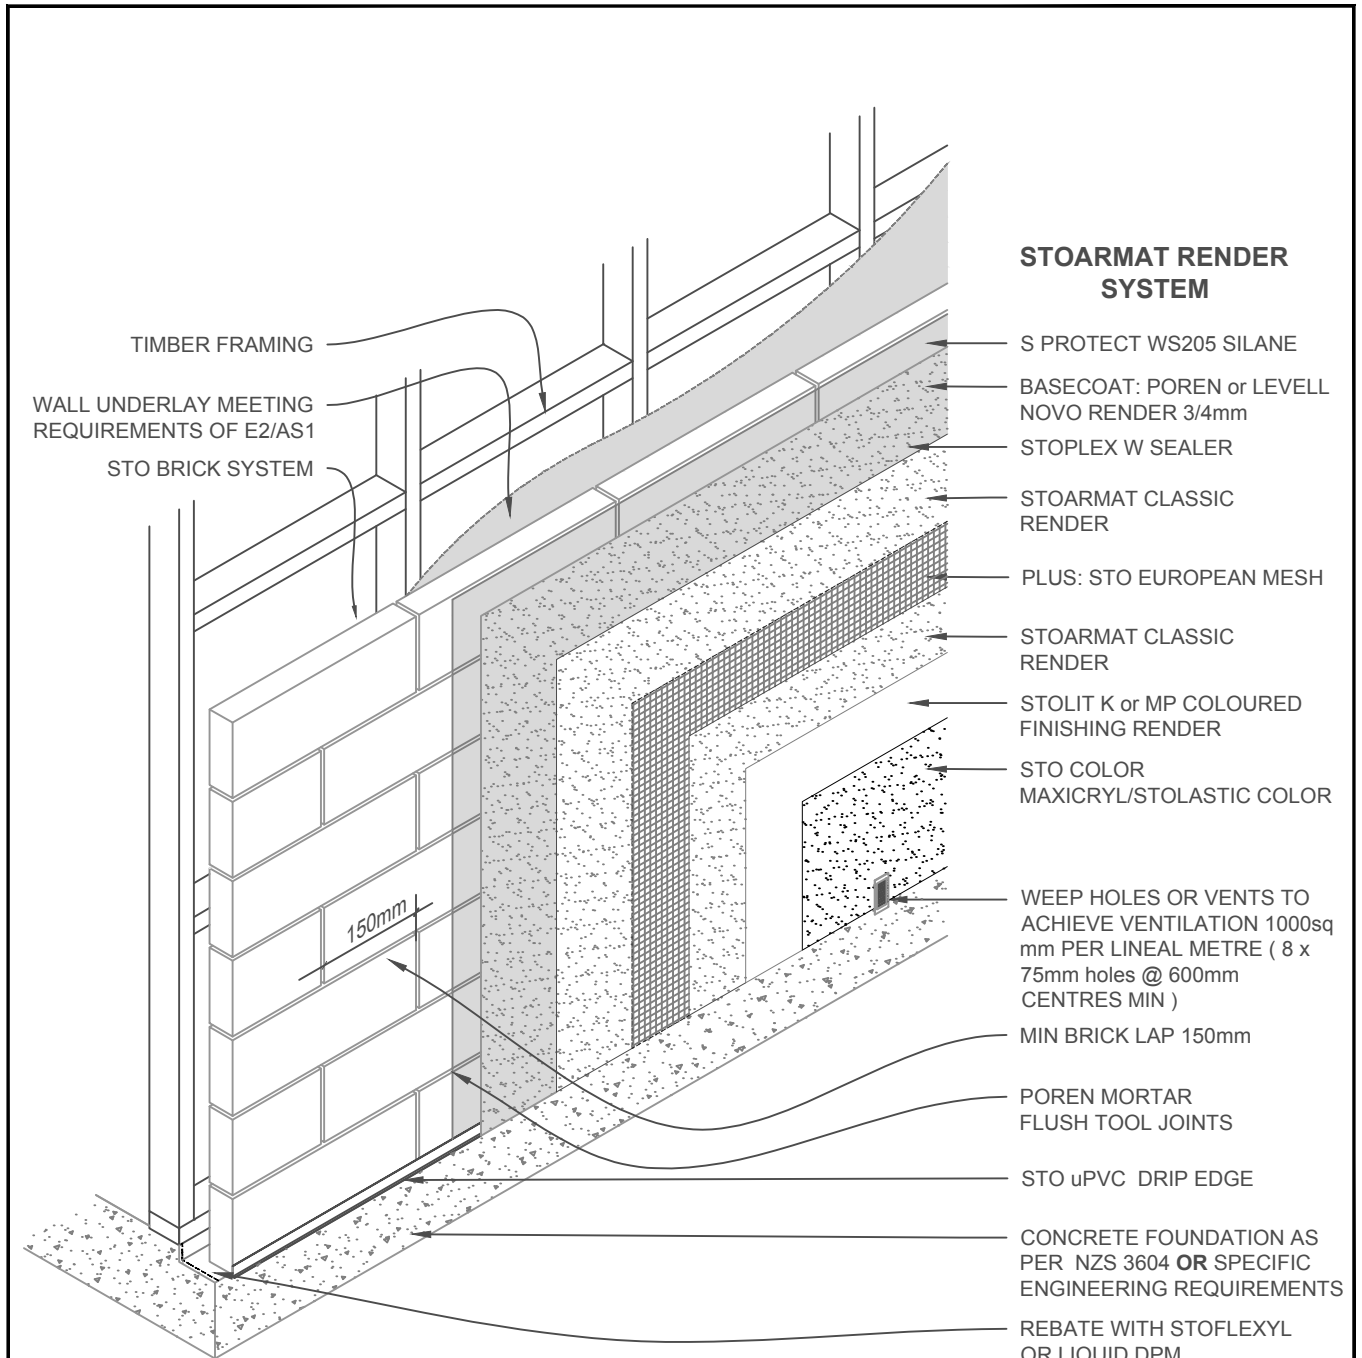 STOARMAT RENDER
SYSTEM
TIMBER FRAMING
WALL UNDERLAY MEETING
REQUIREMENTS OF E2/AS1
STO BRICK SYSTEM
150mm
S PROTECT WS205 SILANE
BASECOAT: POREN or LEVELL
NOVO RENDER 3/4mm
STOPLEX W SEALER
STOARMAT CLASSIC
RENDER
PLUS: STO EUROPEAN MESH
STOARMAT CLASSIC
RENDER
STOLIT K or MP COLOURED
FINISHING RENDER
STO COLOR
MAXICRYL/STOLASTIC COLOR
WEEP HOLES OR VENTS TO
ACHIEVE VENTILATION 1000sq
mm PER LINEAL METRE ( 8 x
75mm holes @ 600mm
CENTRES MIN )
MIN BRICK LAP 150mm
POREN MORTAR
FLUSH TOOL JOINTS
STO uPVC DRIP EDGE
CONCRETE FOUNDATION AS
PER NZS 3604 OR SPECIFIC
ENGINEERING REQUIREMENTS
REBATE WITH STOFLEXYL
OR LIQUID DPM